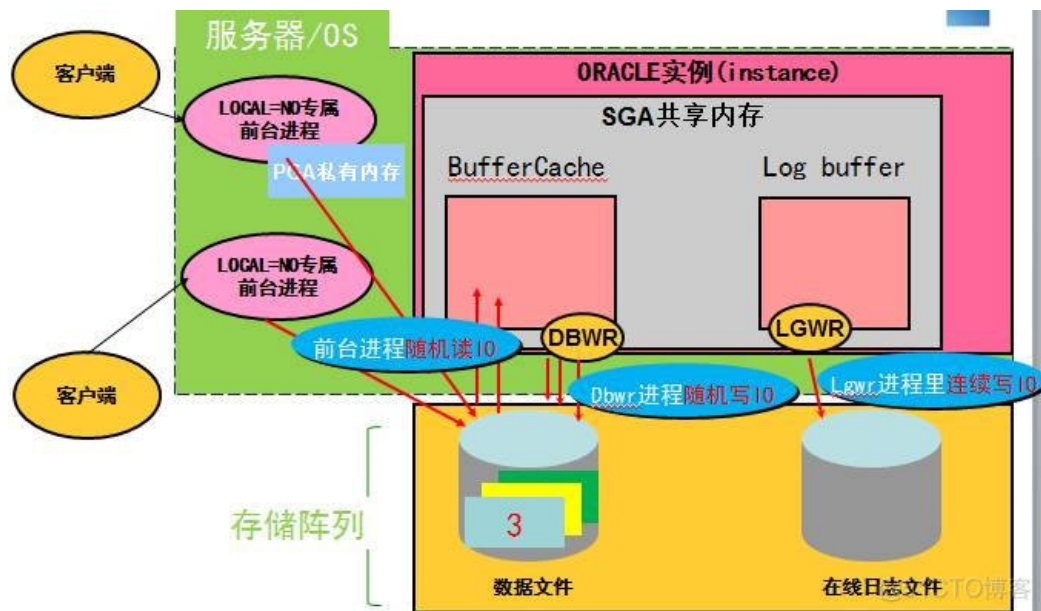 服务器/OS
客户端
ORACLE实例(instance)
LOCAL=NO专属
前台进程
SGA共享内存
PGA私有内存
BufferCache
Log buffer
LOCAL=NO专属
前台进程
前台进程随机读IO
DBWR
LGWR
客户端
Dbwr进程随机写IO
Lgwr进程里连续写IO
存储阵列
3
数据文件
在线日志文件